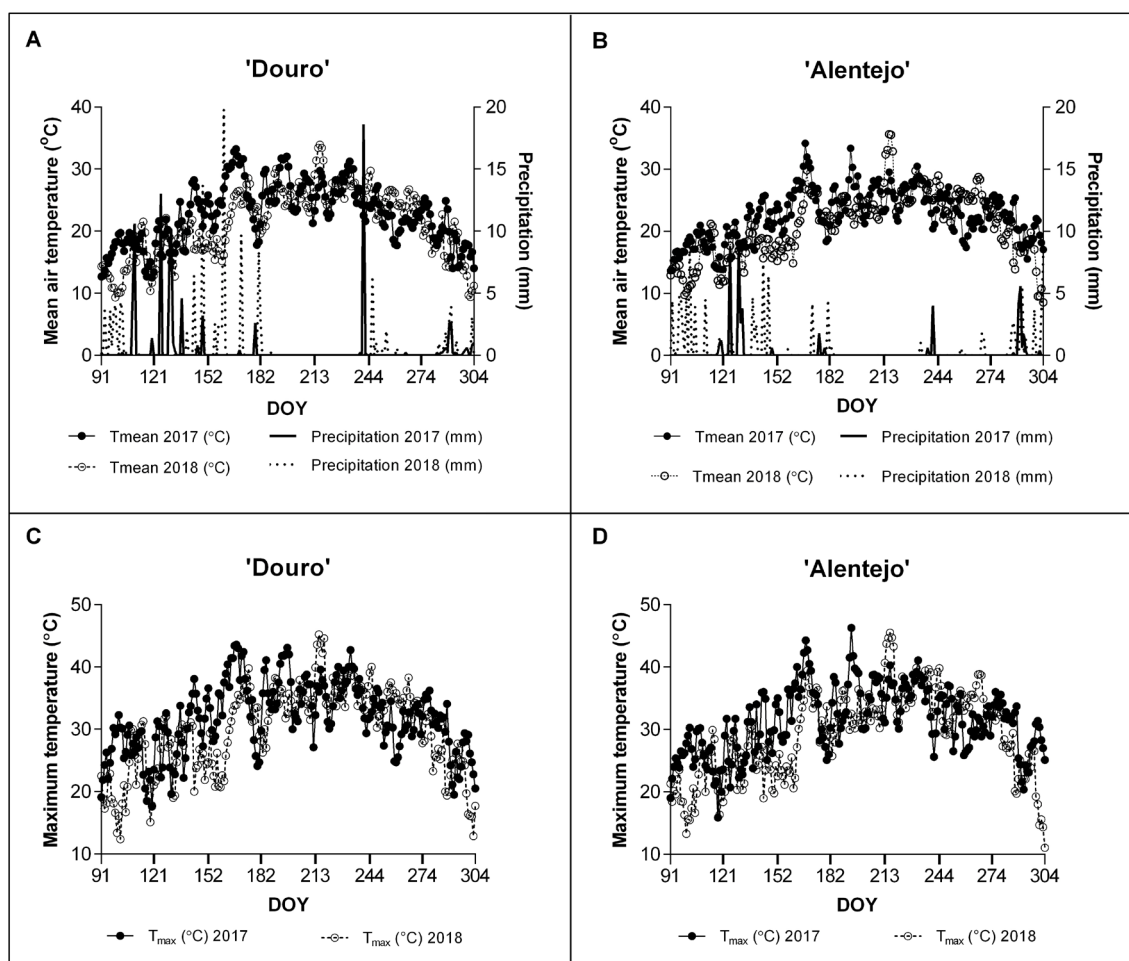 A
'Douro'
Mean air temperature (°C)
40
30
20
10
0
20
15
10
5
0
Precipitation (mm)
91 121 152 182 213 244 274 304
DOY
Tmean 2017 (°C) Precipitation 2017 (mm)
Tmean 2018 (°C) Precipitation 2018 (mm)
B
'Alentejo'
Mean air temperature (°C)
40
30
20
10
0
20
15
10
5
0
Precipitation (mm)
91 121 152 182 213 244 274 304
DOY
Tmean 2017 (°C) Precipitation 2017 (mm)
Tmean 2018 (°C) Precipitation 2018 (mm)
C
'Douro'
Maximum temperature (°C)
50
40
30
20
10
91 121 152 182 213 244 274 304
DOY
Tmax (°C) 2017 Tmax (°C) 2018
D
'Alentejo'
Maximum temperature (°C)
50
40
30
20
10
91 121 152 182 213 244 274 304
DOY
Tmax (°C) 2017 Tmax (°C) 2018